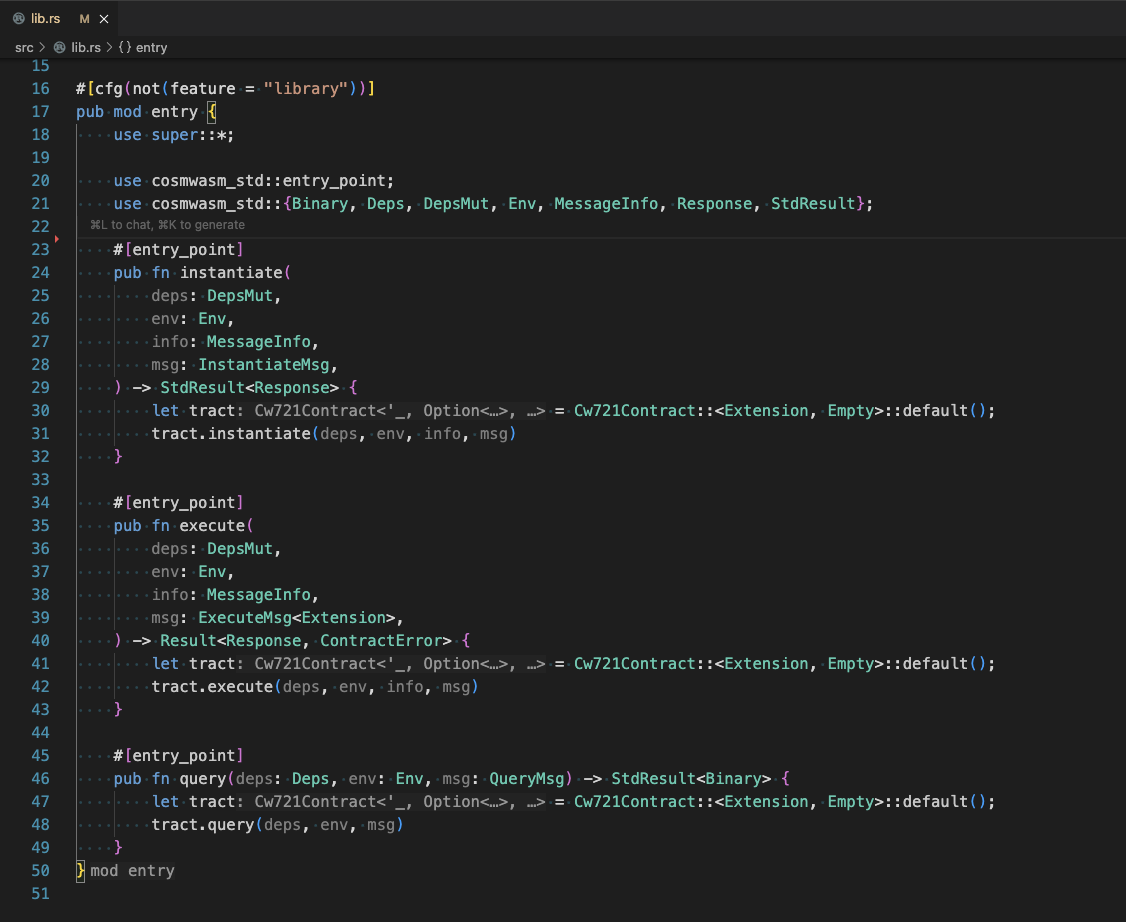 lib.rs M ×
src > lib.rs > {} entry
15
16 #[cfg(not(feature = "library"))]
17 pub mod entry {
18     use super::*;
19
20     use cosmwasm_std::entry_point;
21     use cosmwasm_std::{Binary, Deps, DepsMut, Env, MessageInfo, Response, StdResult};
22 ⌘L to chat, ⌘K to generate
23     #[entry_point]
24     pub fn instantiate(
25         deps: DepsMut,
26         env: Env,
27         info: MessageInfo,
28         msg: InstantiateMsg,
29     ) -> StdResult<Response> {
30         let tract: Cw721Contract<'_, Option<…>, …> = Cw721Contract::<Extension, Empty>::default();
31         tract.instantiate(deps, env, info, msg)
32     }
33
34     #[entry_point]
35     pub fn execute(
36         deps: DepsMut,
37         env: Env,
38         info: MessageInfo,
39         msg: ExecuteMsg<Extension>,
40     ) -> Result<Response, ContractError> {
41         let tract: Cw721Contract<'_, Option<…>, …> = Cw721Contract::<Extension, Empty>::default();
42         tract.execute(deps, env, info, msg)
43     }
44
45     #[entry_point]
46     pub fn query(deps: Deps, env: Env, msg: QueryMsg) -> StdResult<Binary> {
47         let tract: Cw721Contract<'_, Option<…>, …> = Cw721Contract::<Extension, Empty>::default();
48         tract.query(deps, env, msg)
49     }
50 } mod entry
51